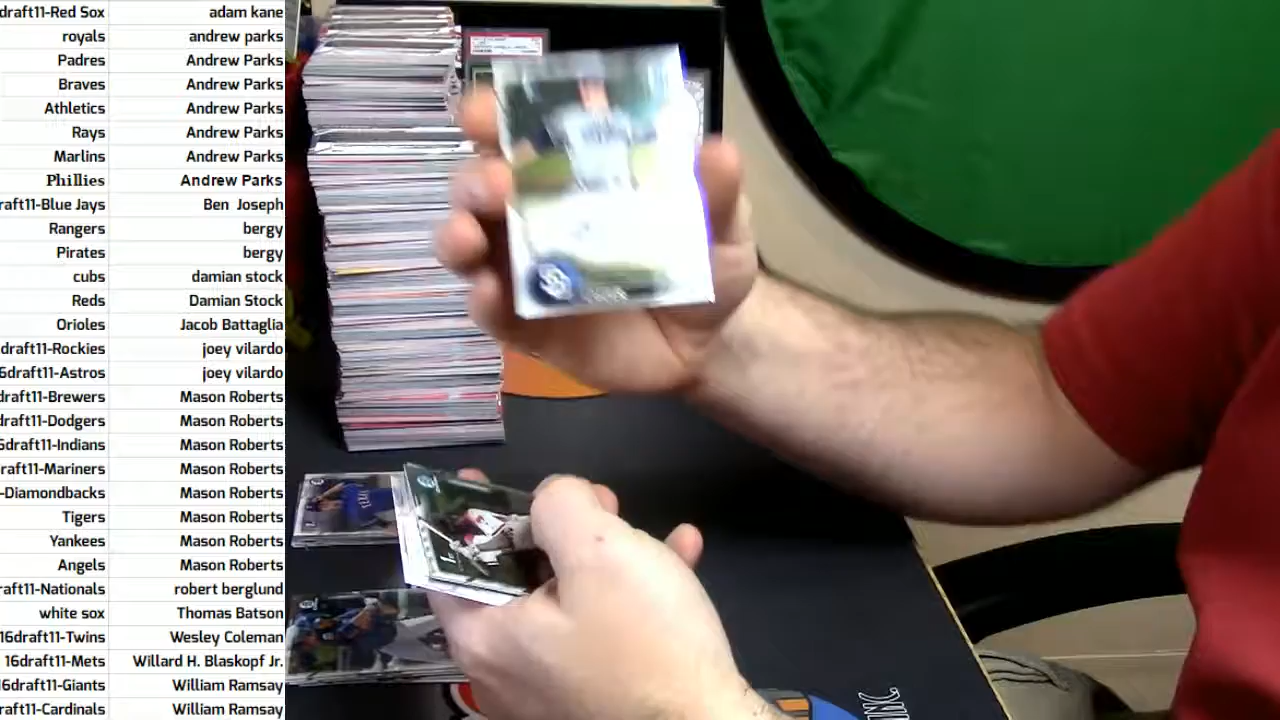 draft11-Red Sox adam kane
royals andrew parks
Padres Andrew Parks
Braves Andrew Parks
Athletics Andrew Parks
Rays Andrew Parks
Marlins Andrew Parks
Phillies Andrew Parks
raft11-Blue Jays Ben Joseph
Rangers bergy
Pirates bergy
cubs damian stock
Reds Damian Stock
Orioles Jacob Battaglia
draft11-Rockies joey vilardo
6draft11-Astros joey vilardo
draft11-Brewers Mason Roberts
draft11-Dodgers Mason Roberts
6draft11-Indians Mason Roberts
raft11-Mariners Mason Roberts
-Diamondbacks Mason Roberts
Tigers Mason Roberts
Yankees Mason Roberts
Angels Mason Roberts
raft11-Nationals robert berglund
white sox Thomas Batson
16draft11-Twins Wesley Coleman
16draft11-Mets Willard H. Blaskopf Jr.
16draft11-Giants William Ramsay
raft11-Cardinals William Ramsay